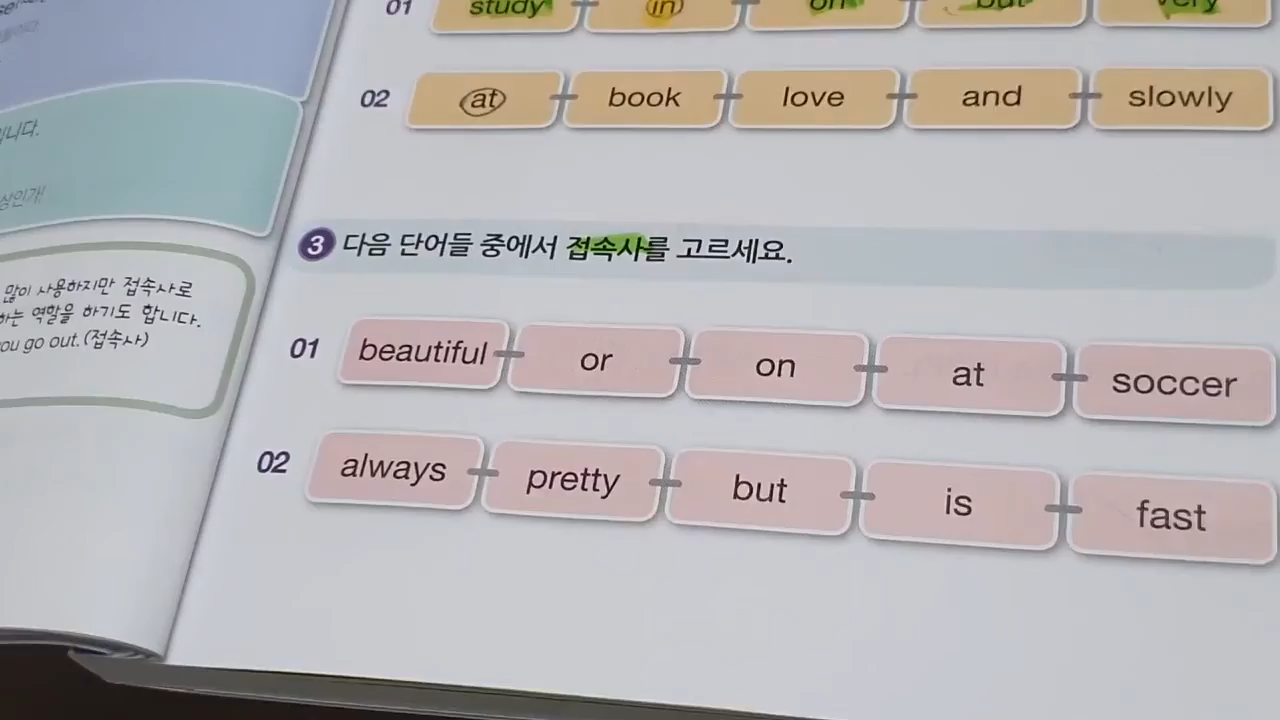 01 study in on but very
02 at book love and slowly
입니다.
상인가!
3 다음 단어들 중에서 접속사를 고르세요.
많이 사용하지만 접속사로
하는 역할을 하기도 합니다.
you go out.(접속사)
01 beautiful or on at soccer
02 always pretty but is fast